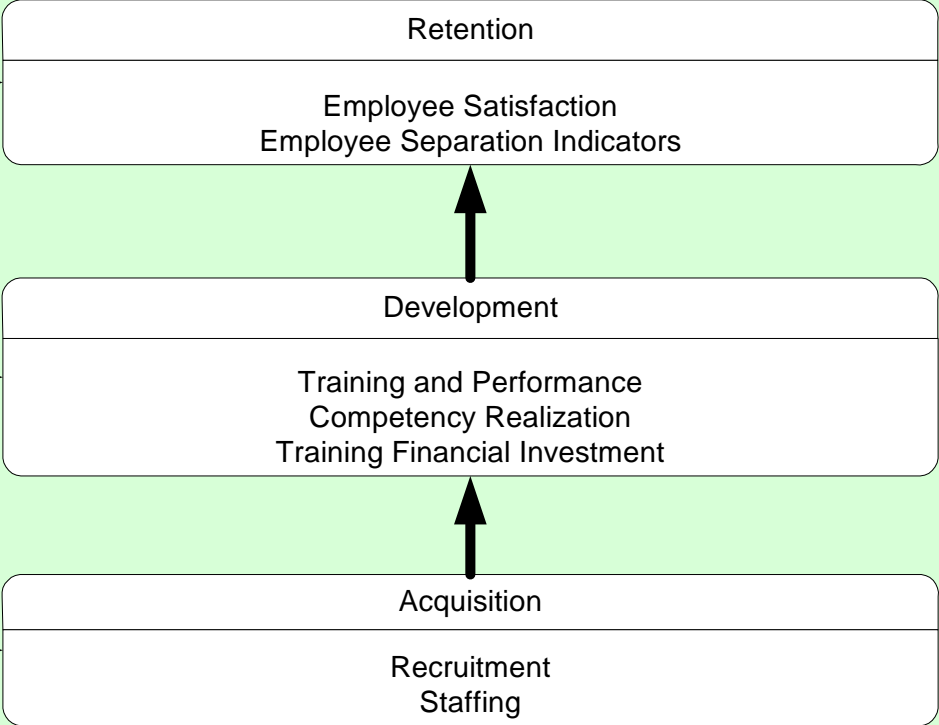 Retention
Employee Satisfaction
Employee Separation Indicators
Development
Training and Performance
Competency Realization
Training Financial Investment
Acquisition
Recruitment
Staffing